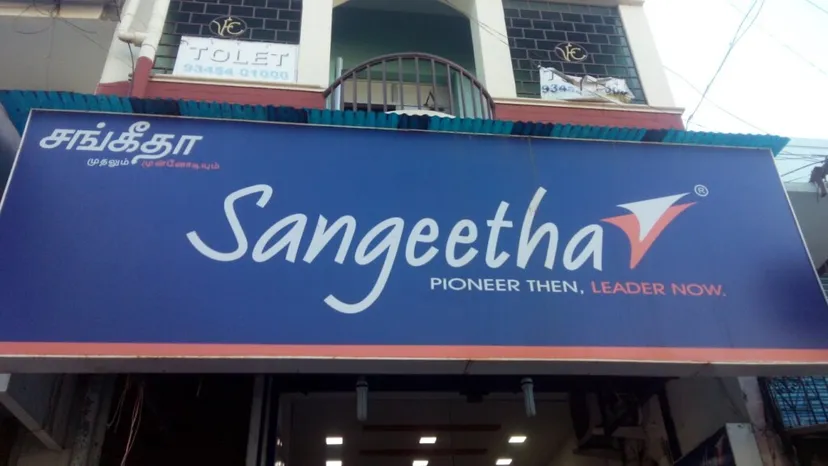 TOLET
93454 01000
சங்கீதா
முதலும் முன்னோடியும்
Sangeetha ®
PIONEER THEN, LEADER NOW.